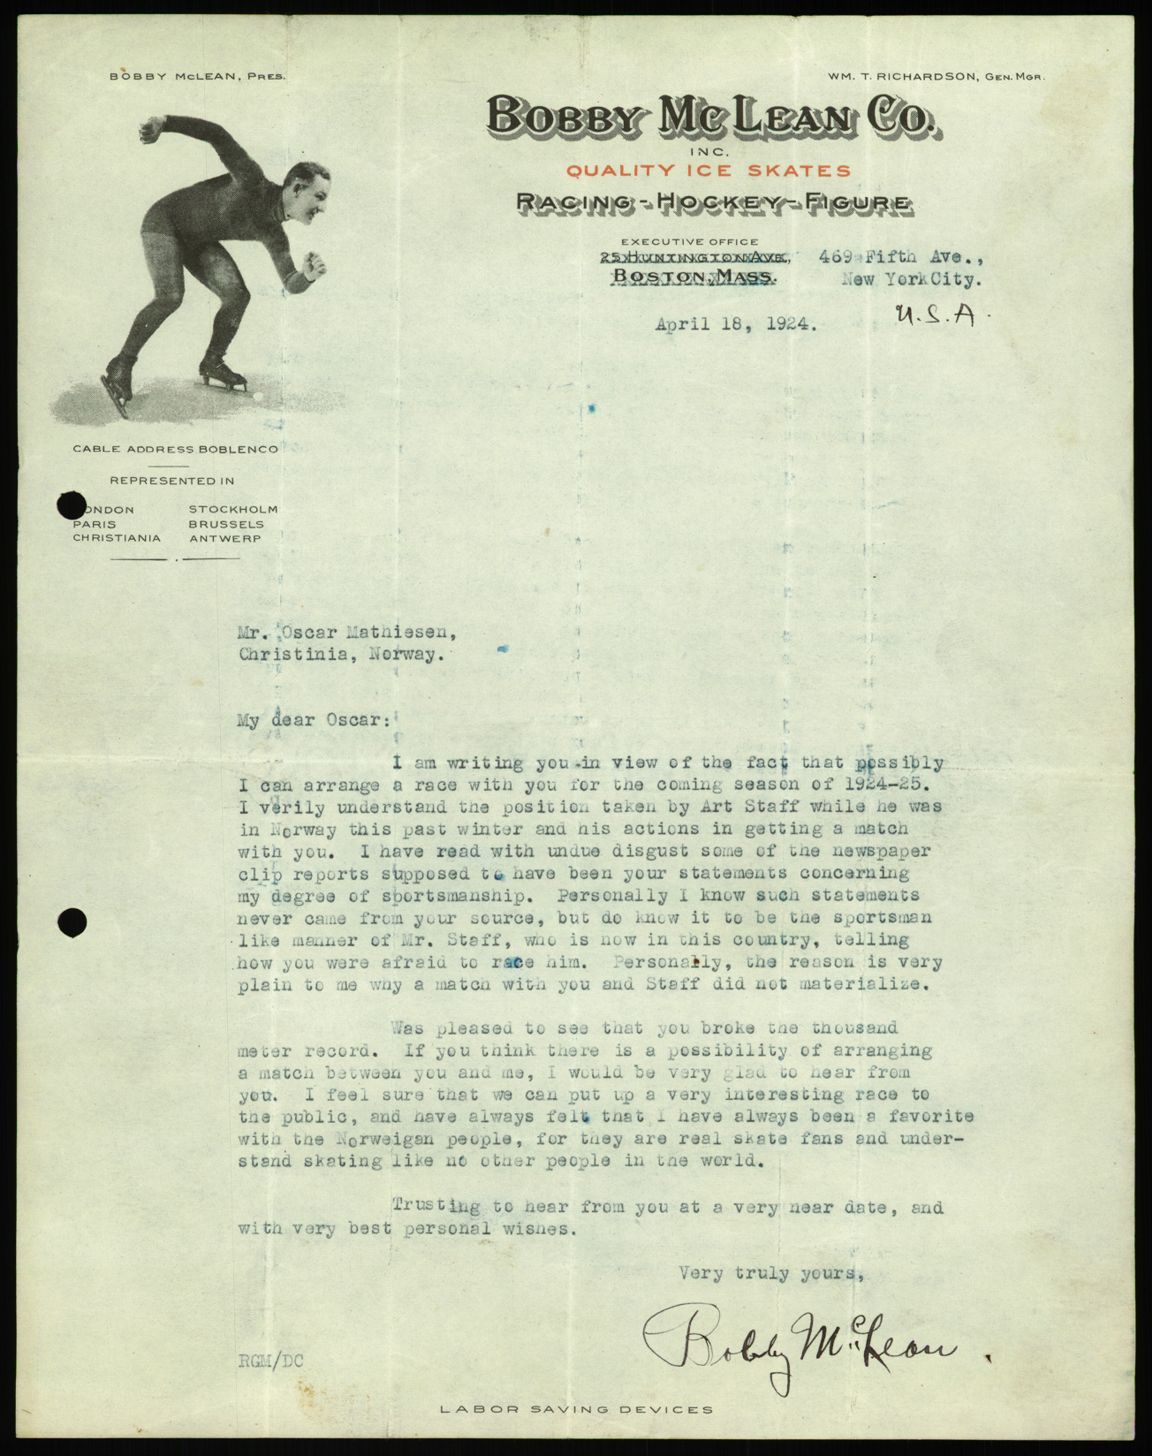 BOBBY McLEAN, PRES.
WM. T. RICHARDSON, GEN. MGR.
BOBBY McLEAN CO.
INC.
QUALITY ICE SKATES
RACING-HOCKEY-FIGURE
EXECUTIVE OFFICE
25 HUNTINGTON AVE., 469 Fifth Ave.,
BOSTON, MASS. New York City.
U.S.A.
April 18, 1924.
CABLE ADDRESS BOBLENCO
REPRESENTED IN
LONDON STOCKHOLM
PARIS BRUSSELS
CHRISTIANIA ANTWERP
Mr. Oscar Mathiesen,
Christinia, Norway.
My dear Oscar:
I am writing you in view of the fact that possibly
I can arrange a race with you for the coming season of 1924-25.
I verily understand the position taken by Art Staff while he was
in Norway this past winter and his actions in getting a match
with you. I have read with undue disgust some of the newspaper
clip reports supposed to have been your statements concerning
my degree of sportsmanship. Personally I know such statements
never came from your source, but do know it to be the sportsman
like manner of Mr. Staff, who is now in this country, telling
how you were afraid to race him. Personally, the reason is very
plain to me why a match with you and Staff did not materialize.
Was pleased to see that you broke the thousand
meter record. If you think there is a possibility of arranging
a match between you and me, I would be very glad to hear from
you. I feel sure that we can put up a very interesting race to
the public, and have always felt that I have always been a favorite
with the Norweigan people, for they are real skate fans and under-
stand skating like no other people in the world.
Trusting to hear from you at a very near date, and
with very best personal wishes.
Very truly yours,
Bobby McLean.
RGM/DC
LABOR SAVING DEVICES